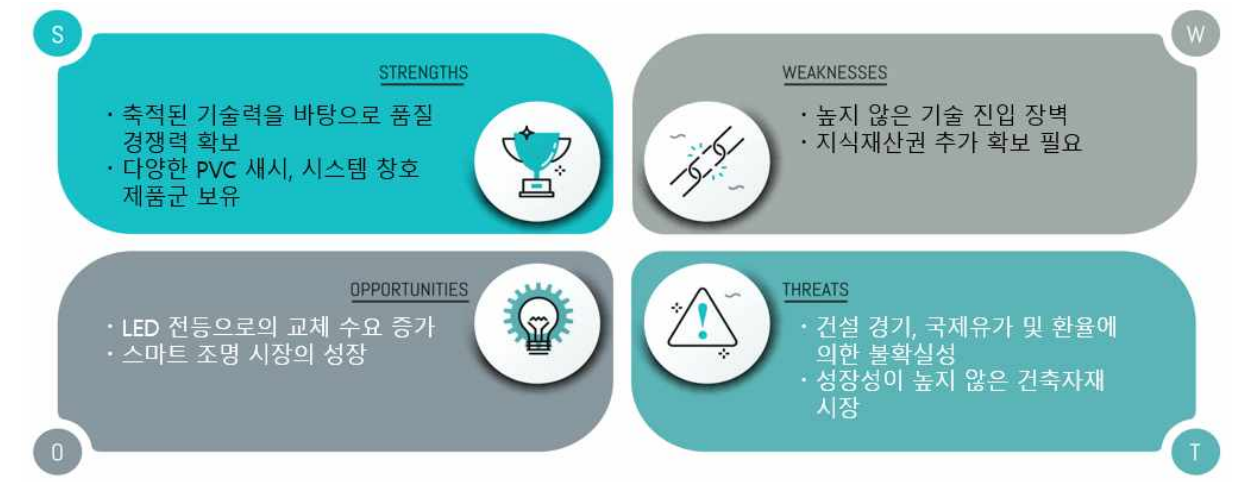 S
STRENGTHS
· 축적된 기술력을 바탕으로 품질
경쟁력 확보
· 다양한 PVC 새시, 시스템 창호
제품군 보유
W
WEAKNESSES
· 높지 않은 기술 진입 장벽
· 지식재산권 추가 확보 필요
OPPORTUNITIES
· LED 전등으로의 교체 수요 증가
· 스마트 조명 시장의 성장
O
THREATS
· 건설 경기, 국제유가 및 환율에
의한 불확실성
· 성장성이 높지 않은 건축자재
시장
T